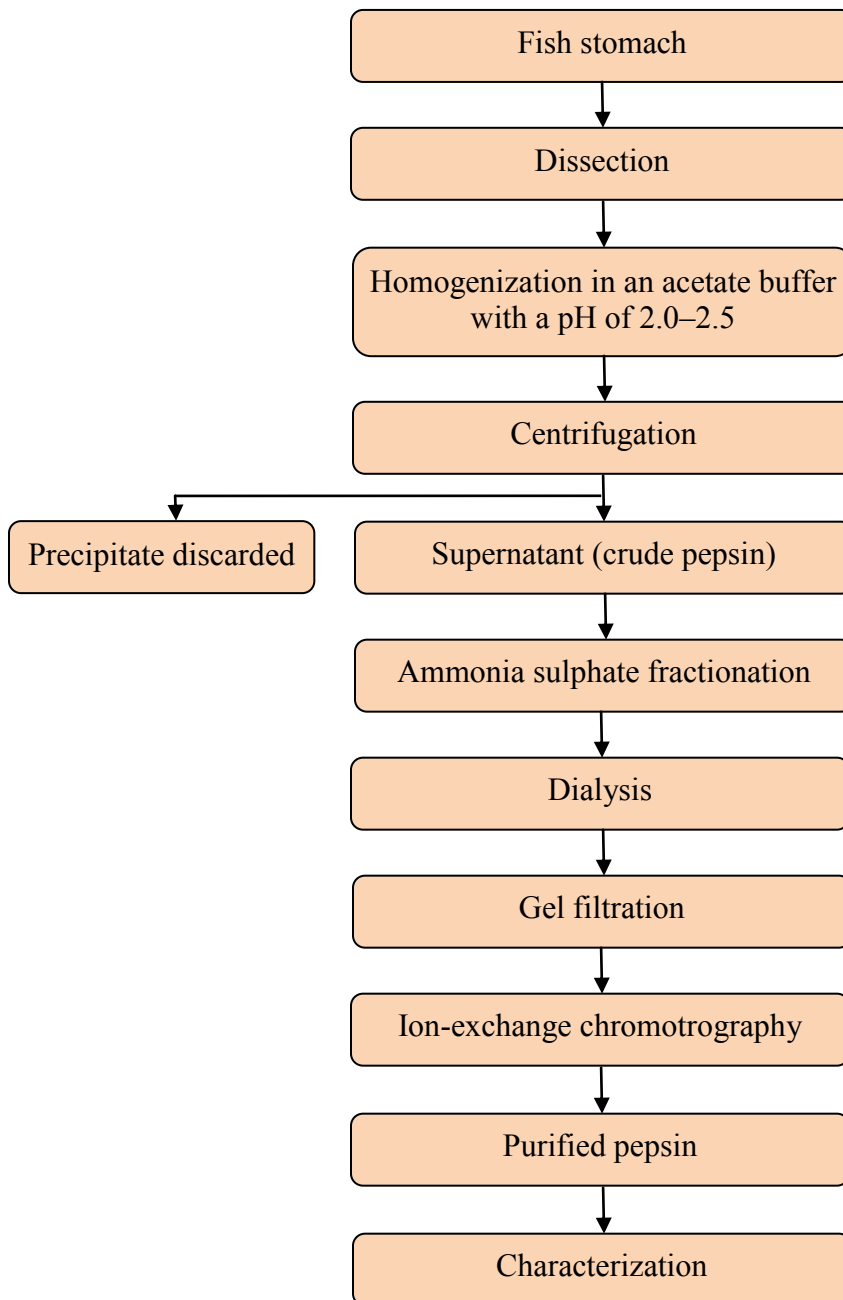 Fish stomach
Dissection
Homogenization in an acetate buffer
with a pH of 2.0–2.5
Centrifugation
Precipitate discarded
Supernatant (crude pepsin)
Ammonia sulphate fractionation
Dialysis
Gel filtration
Ion-exchange chromotrography
Purified pepsin
Characterization